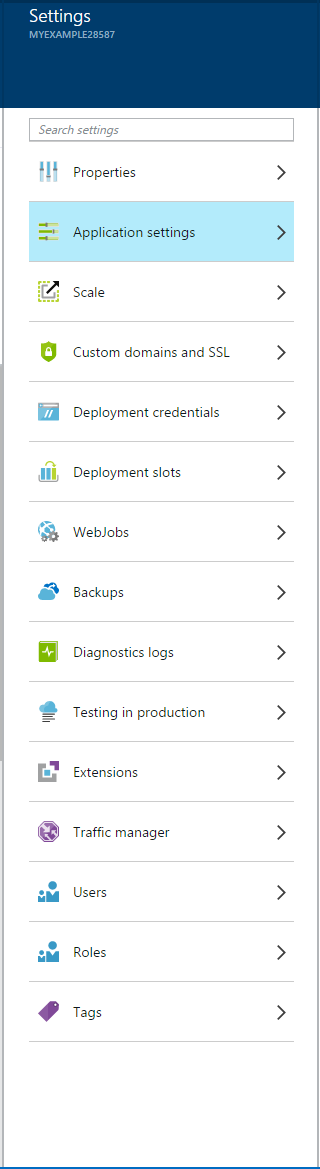 Settings
MYEXAMPLE28587
Search settings
Properties
Application settings
Scale
Custom domains and SSL
Deployment credentials
Deployment slots
WebJobs
Backups
Diagnostics logs
Testing in production
Extensions
Traffic manager
Users
Roles
Tags